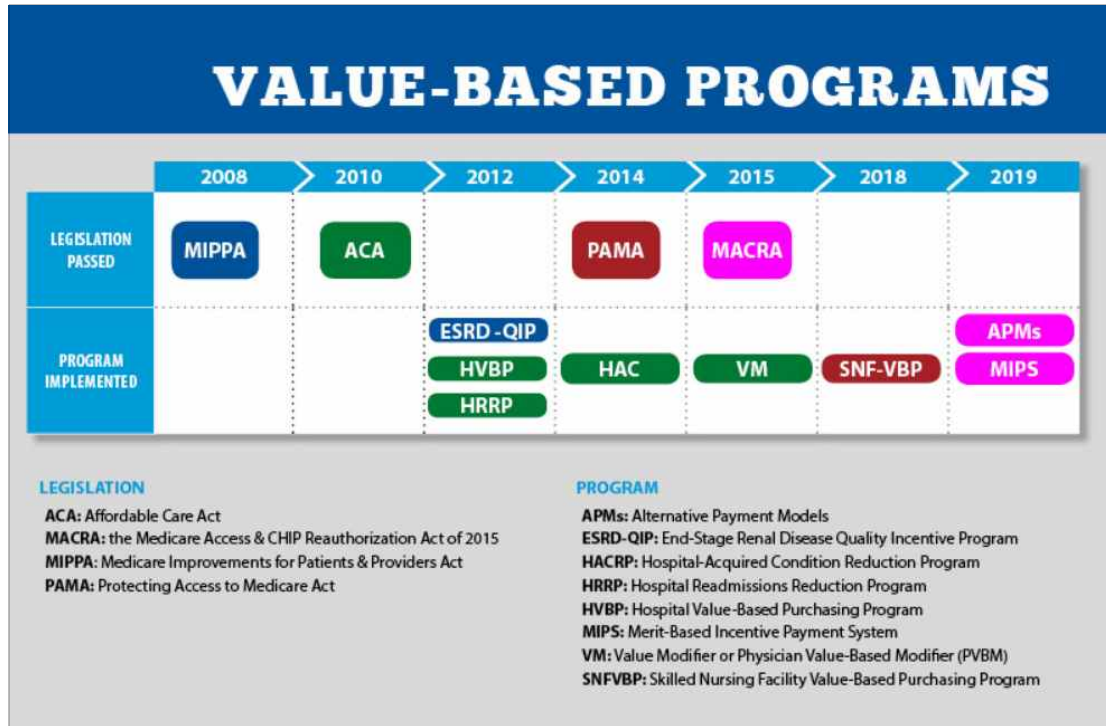 VALUE-BASED PROGRAMS
2008 2010 2012 2014 2015 2018 2019
LEGISLATION
PASSED
MIPPA ACA PAMA MACRA
PROGRAM
IMPLEMENTED
ESRD -QIP APMs
HVBP HAC VM SNF-VBP MIPS
HRRP
LEGISLATION
ACA: Affordable Care Act
MACRA: the Medicare Access & CHIP Reauthorization Act of 2015
MIPPA: Medicare Improvements for Patients & Providers Act
PAMA: Protecting Access to Medicare Act
PROGRAM
APMs: Alternative Payment Models
ESRD-QIP: End-Stage Renal Disease Quality Incentive Program
HACRP: Hospital-Acquired Condition Reduction Program
HRRP: Hospital Readmissions Reduction Program
HVBP: Hospital Value-Based Purchasing Program
MIPS: Merit-Based Incentive Payment System
VM: Value Modifier or Physician Value-Based Modifier (PVBM)
SNFVBP: Skilled Nursing Facility Value-Based Purchasing Program